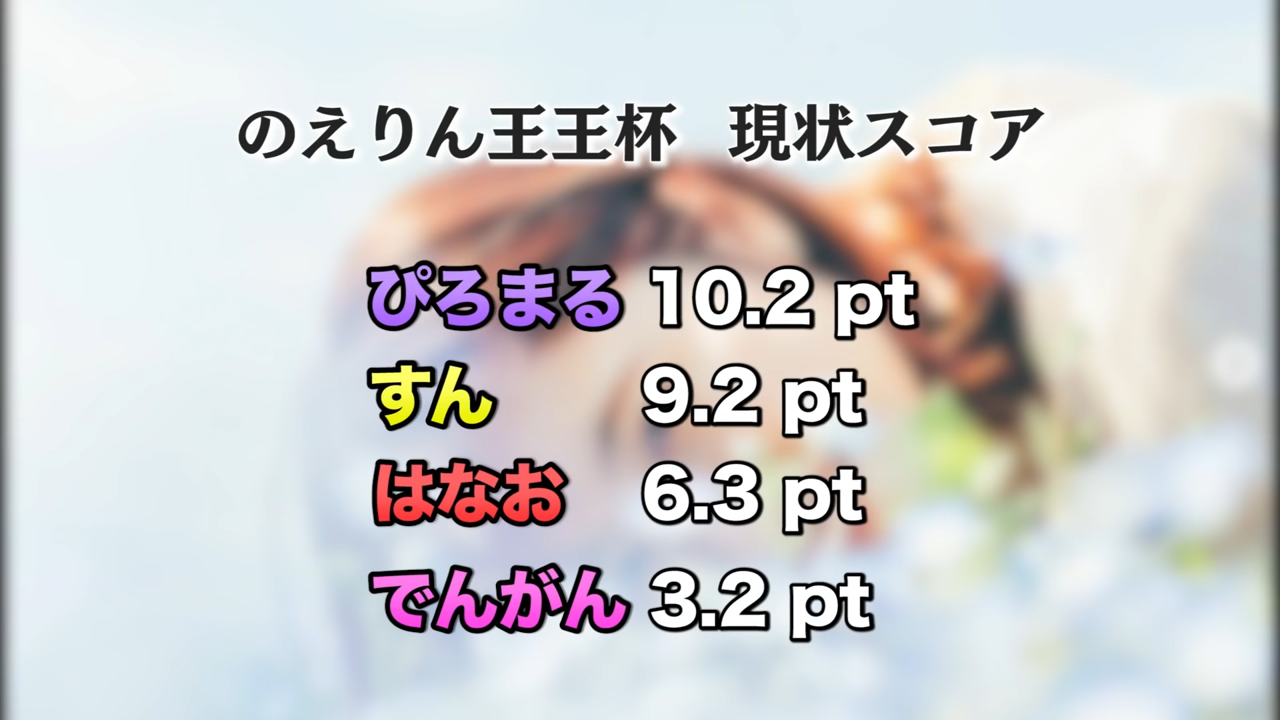 のえりん王王杯　現状スコア
ぴろまる 10.2 pt
すん 9.2 pt
はなお 6.3 pt
でんがん 3.2 pt